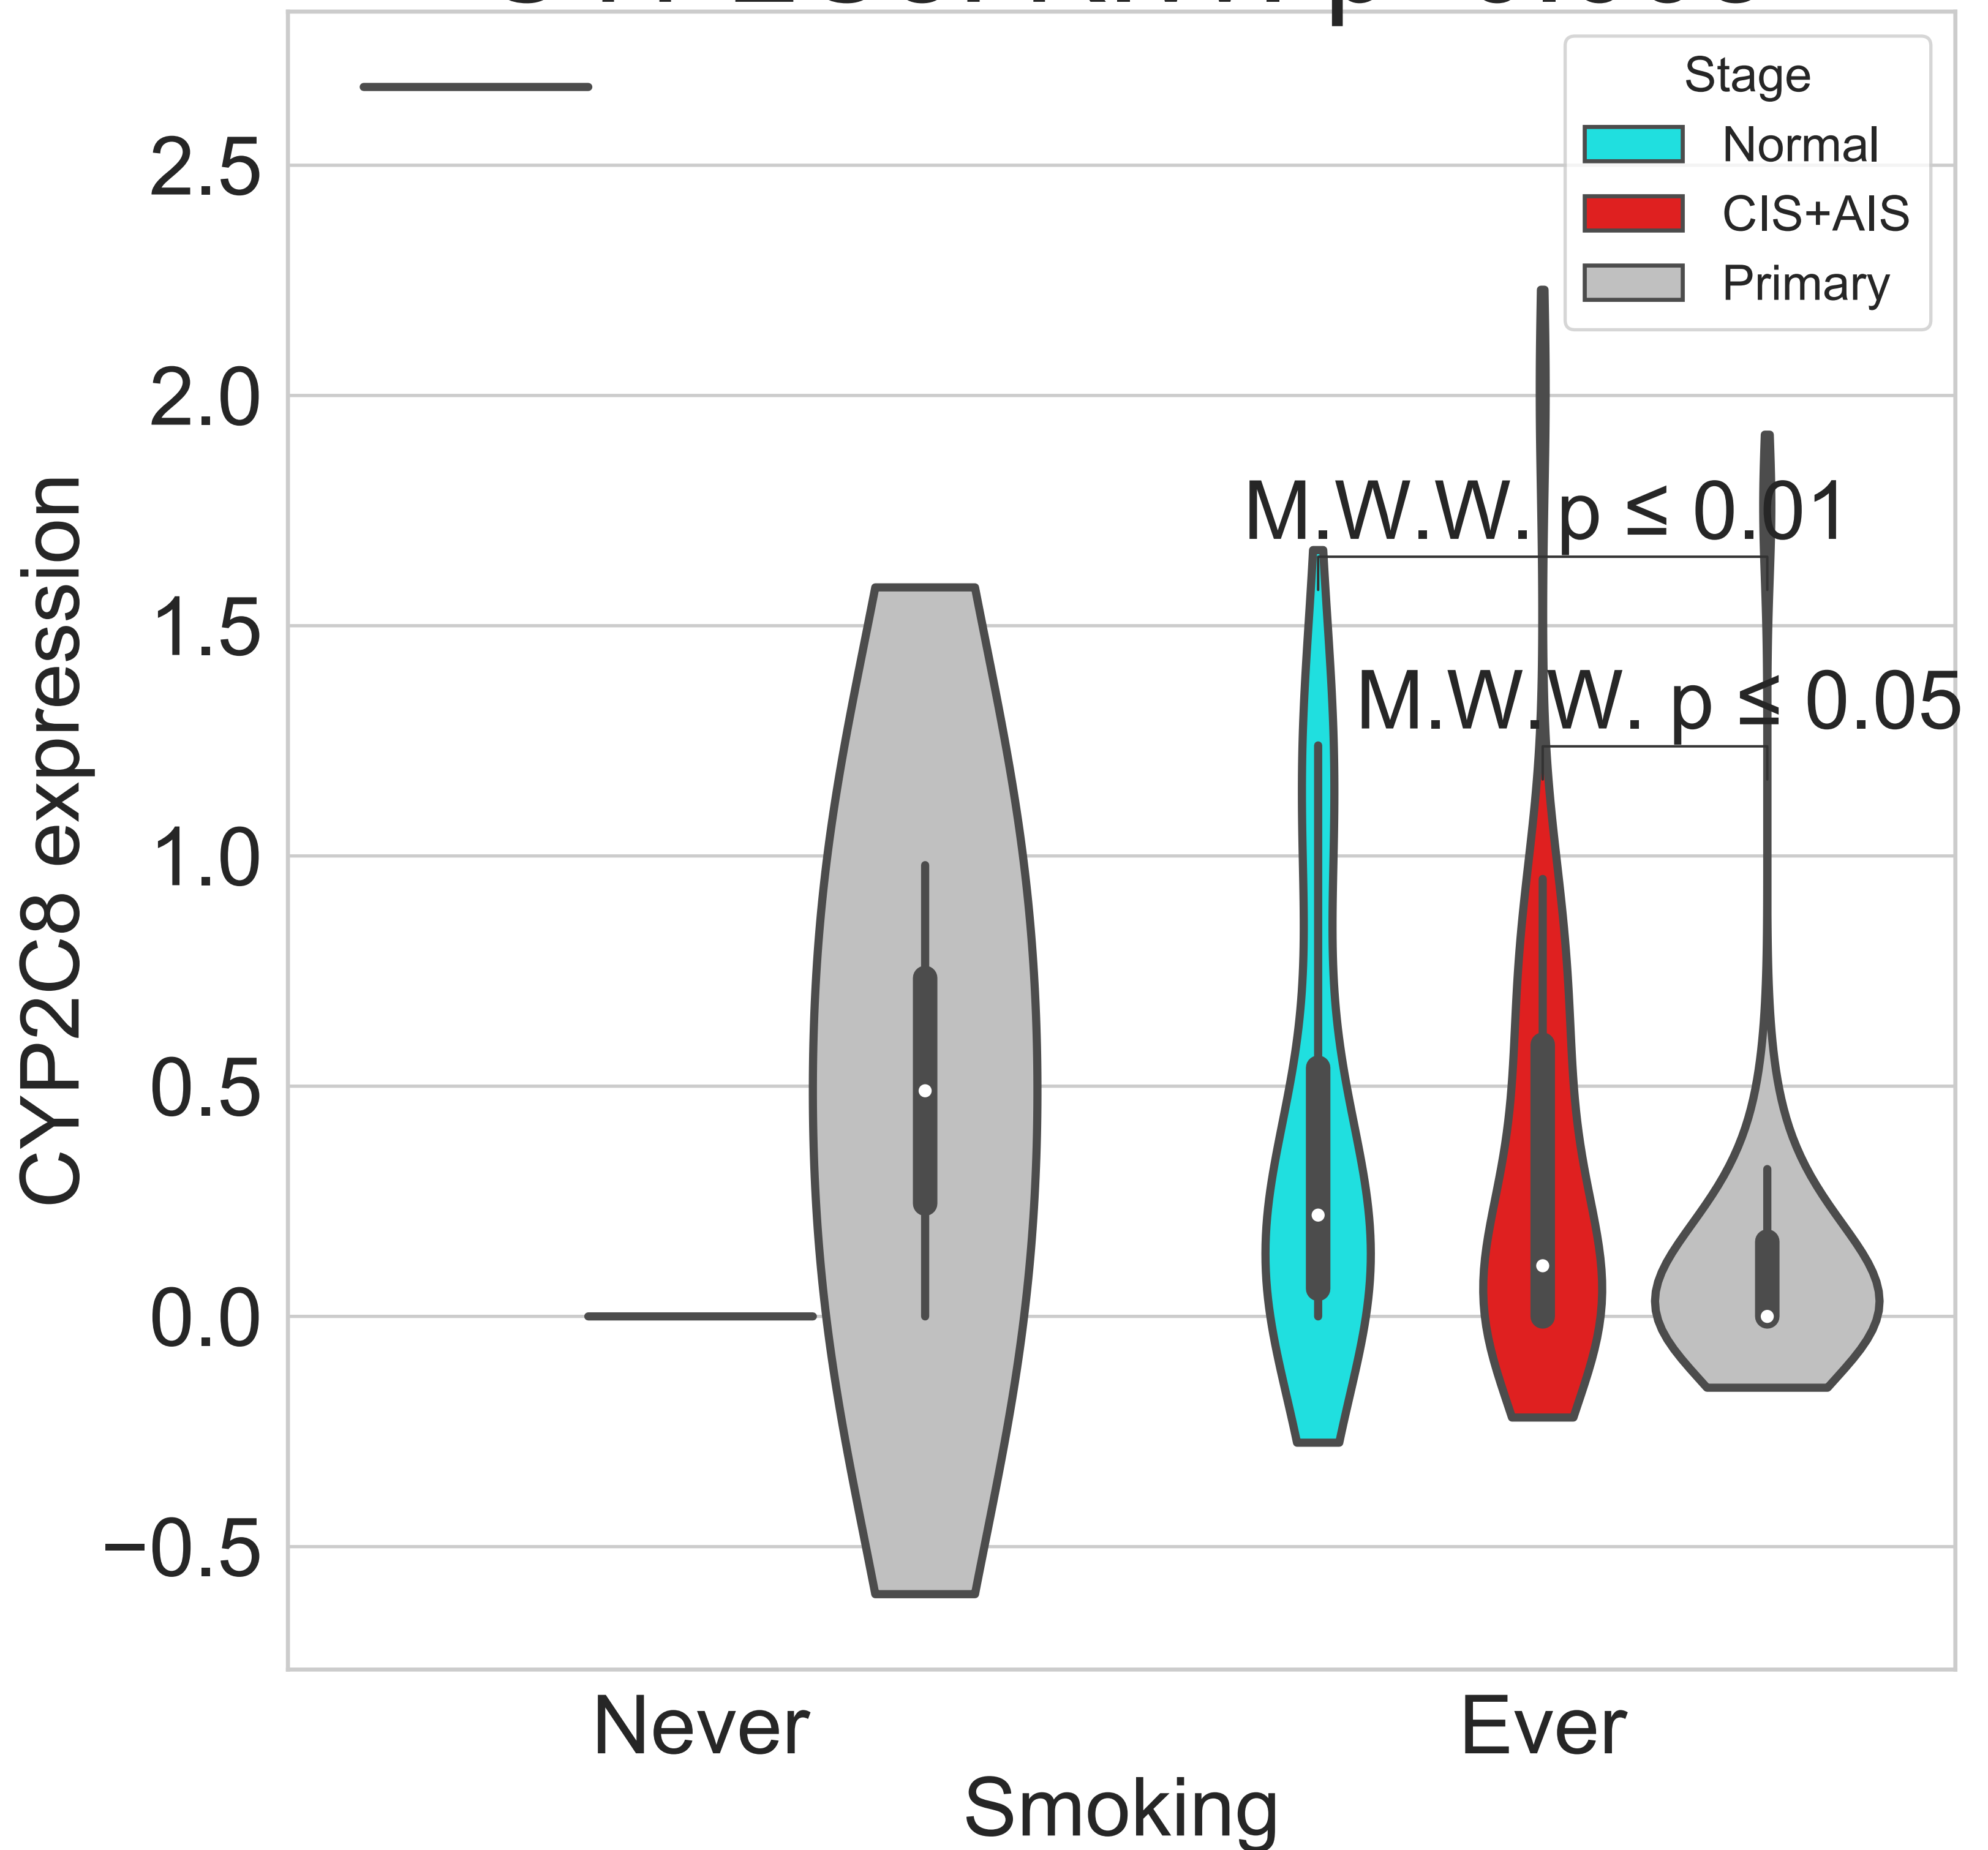 Stage
Normal
CIS+AIS
Primary
2.5
2.0
1.5
1.0
0.5
0.0
−0.5
CYP2C8 expression
M.W.W. p ≤ 0.01
M.W.W. p ≤ 0.05
Never
Ever
Smoking